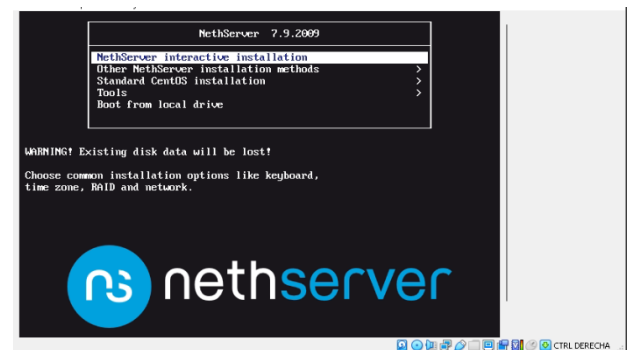 NethServer 7.9.2009
NethServer interactive installation
Other NethServer installation methods >
Standard CentOS installation >
Tools >
Boot from local drive
WARNING! Existing disk data will be lost!
Choose common installation options like keyboard,
time zone, RAID and network.
ns nethserver
CTRL DERECHA